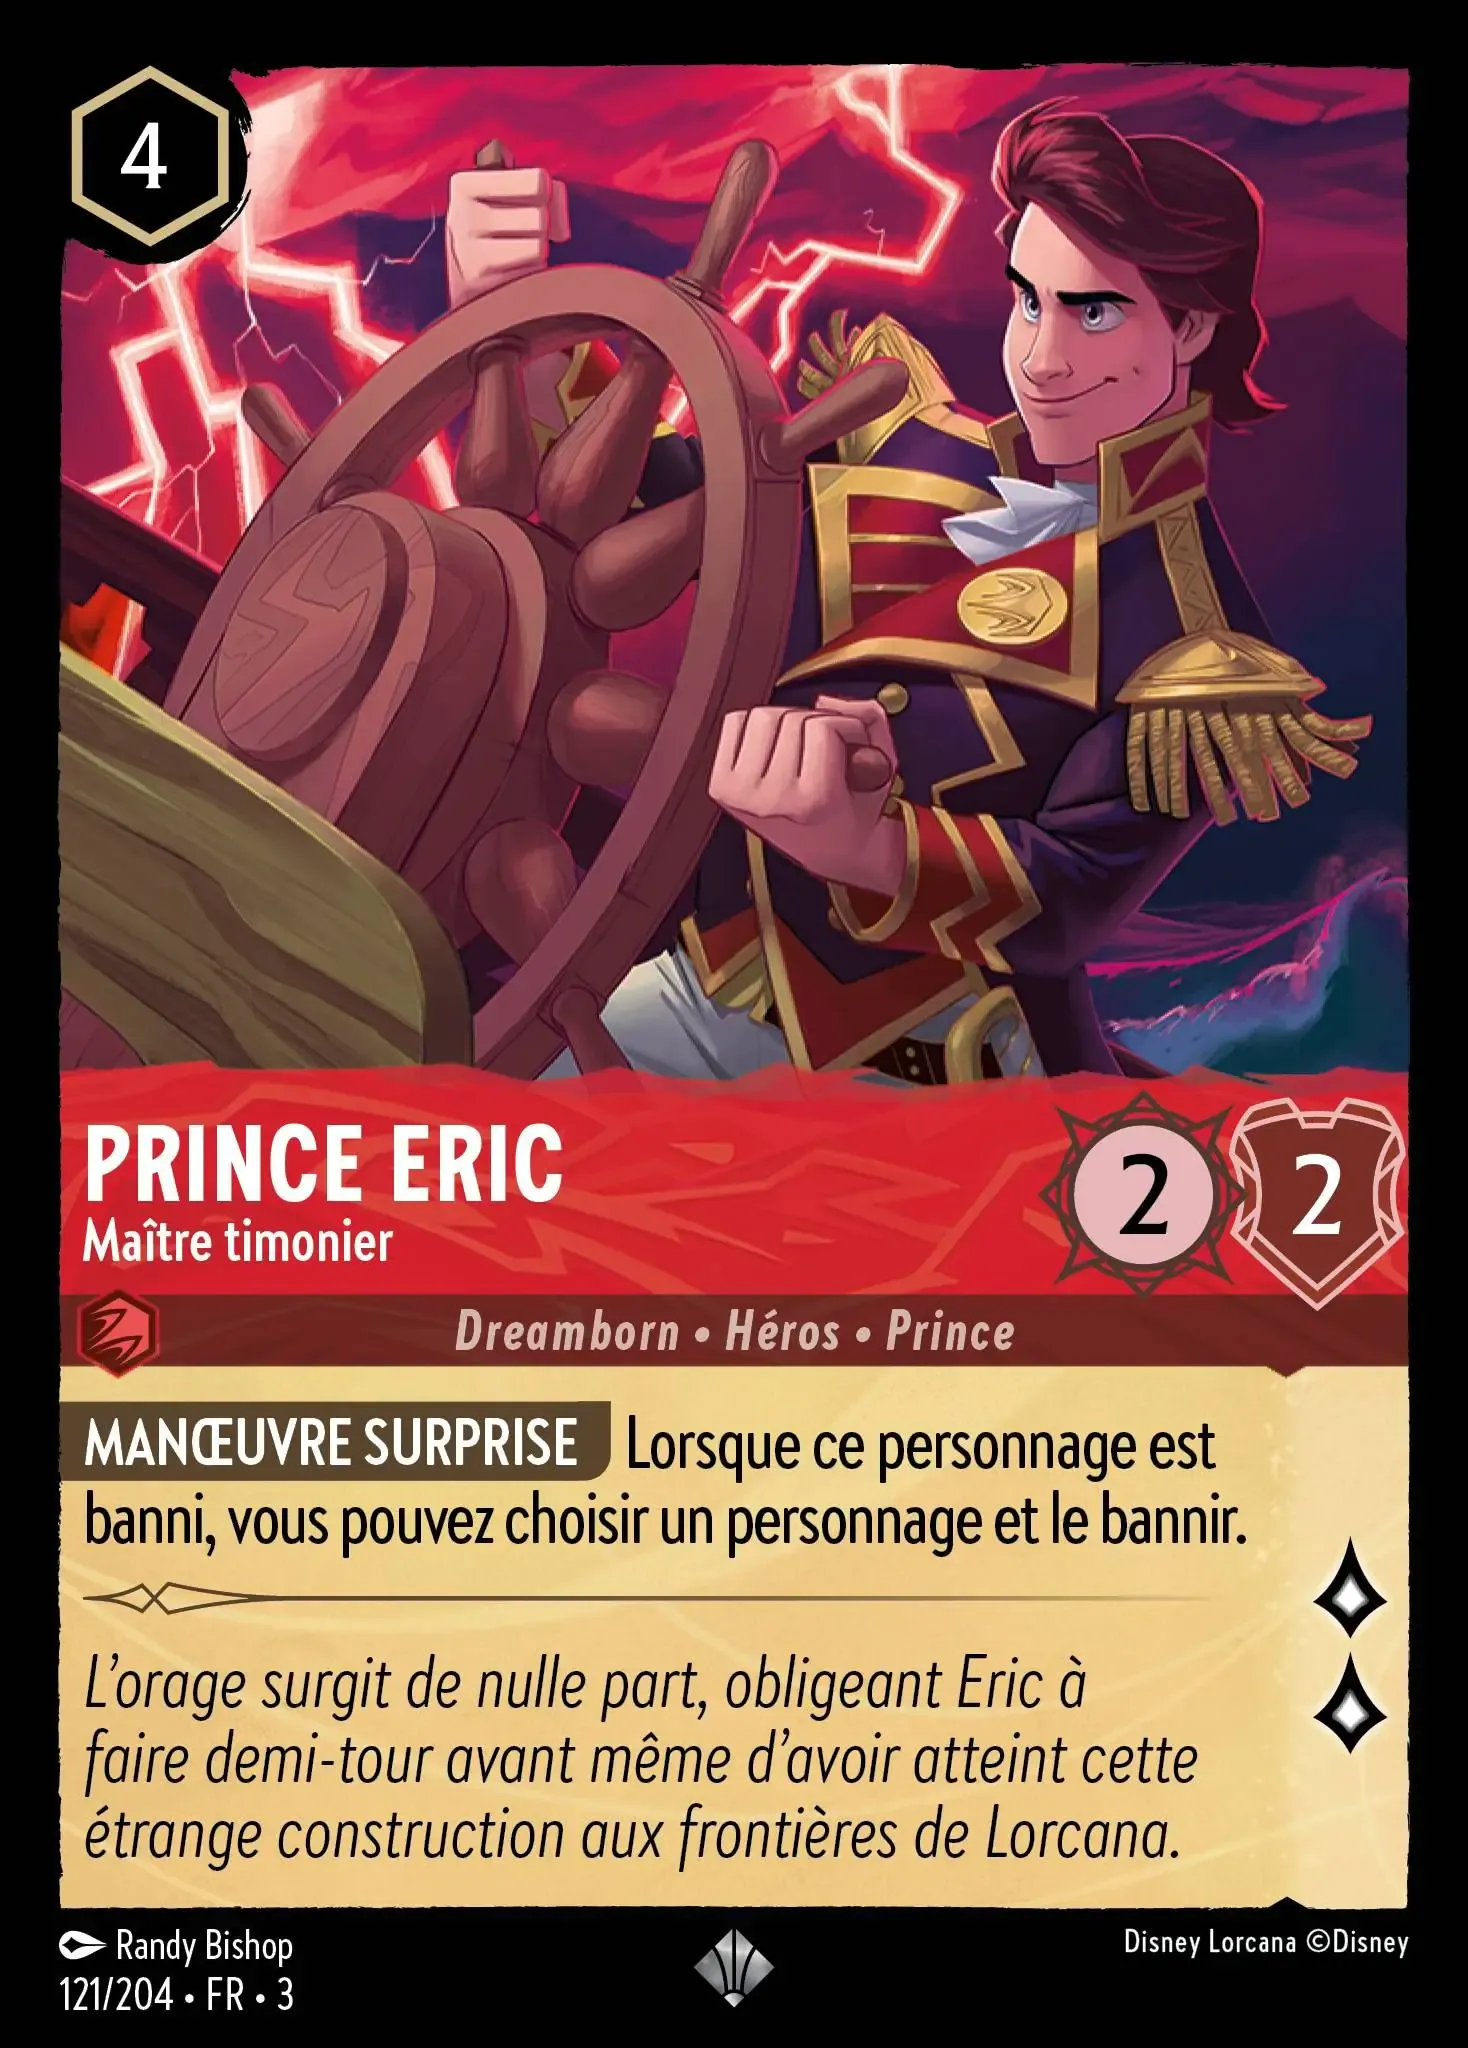 4
PRINCE ERIC
Maître timonier
2
2
Dreamborn • Héros • Prince
MANŒUVRE SURPRISE Lorsque ce personnage est
banni, vous pouvez choisir un personnage et le bannir.
L’orage surgit de nulle part, obligeant Eric à
faire demi-tour avant même d’avoir atteint cette
étrange construction aux frontières de Lorcana.
Randy Bishop
Disney Lorcana ©Disney
121/204 • FR • 3